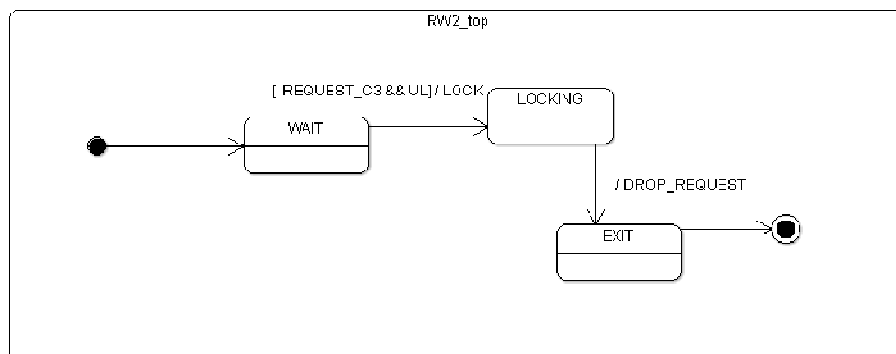 RW2_top
[ REQUEST_C3 && UL] / LOCK
LOCKING
WAIT
/ DROP_REQUEST
EXIT